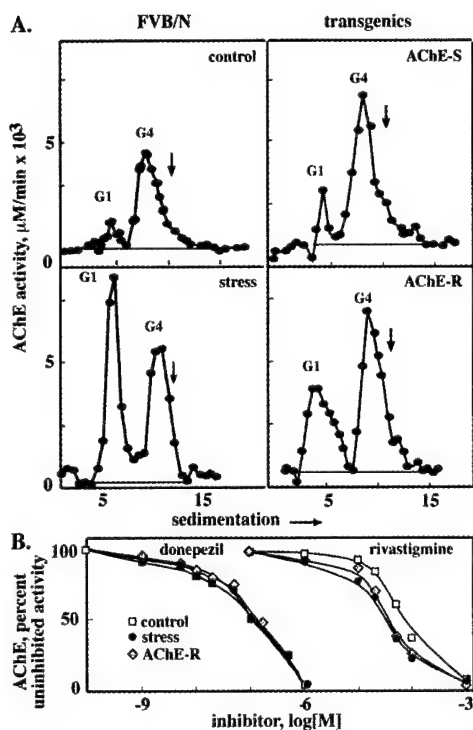 A.
FVB/N
transgenics
control
AChE-S
G1
G4
G1
G4
stress
AChE-R
G1
G4
G1
G4
AChE activity, µM/min x 10³
5
0
5
0
5
15
5
15
sedimentation →
B.
donepezil
rivastigmine
□ control
● stress
◇ AChE-R
AChE, percent
uninhibited activity
100
50
0
-9
-6
-3
inhibitor, log[M]